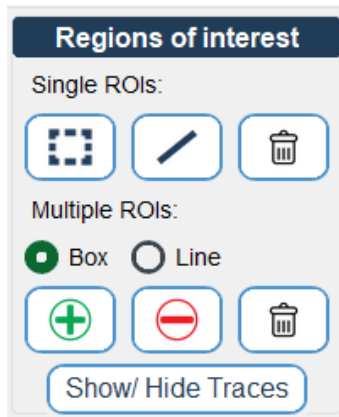 Regions of interest
Single ROIs:
Multiple ROIs:
Box Line
Show/ Hide Traces